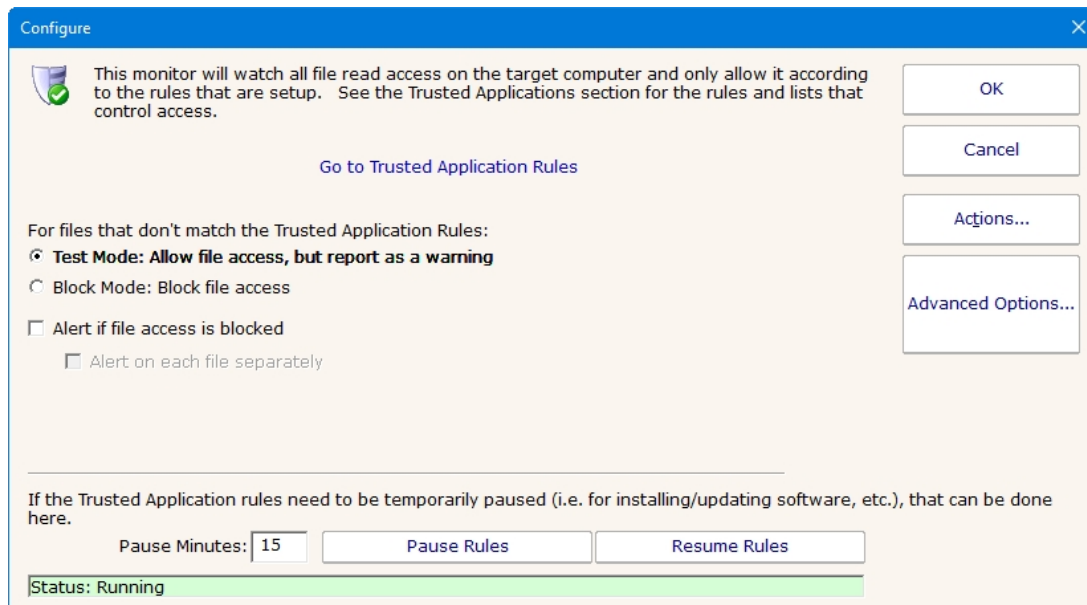 Configure
This monitor will watch all file read access on the target computer and only allow it according
to the rules that are setup.   See the Trusted Applications section for the rules and lists that
control access.
OK
Cancel
Go to Trusted Application Rules
Actions...
For files that don't match the Trusted Application Rules:
Test Mode: Allow file access, but report as a warning
Block Mode: Block file access
Advanced Options...
Alert if file access is blocked
Alert on each file separately
If the Trusted Application rules need to be temporarily paused (i.e. for installing/updating software, etc.), that can be done
here.
Pause Minutes: 15 Pause Rules Resume Rules
Status: Running